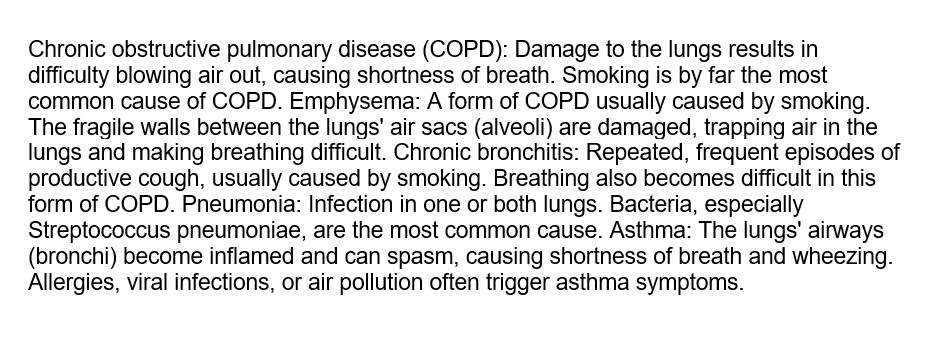 Chronic obstructive pulmonary disease (COPD): Damage to the lungs results in
difficulty blowing air out, causing shortness of breath. Smoking is by far the most
common cause of COPD. Emphysema: A form of COPD usually caused by smoking.
The fragile walls between the lungs' air sacs (alveoli) are damaged, trapping air in the
lungs and making breathing difficult. Chronic bronchitis: Repeated, frequent episodes of
productive cough, usually caused by smoking. Breathing also becomes difficult in this
form of COPD. Pneumonia: Infection in one or both lungs. Bacteria, especially
Streptococcus pneumoniae, are the most common cause. Asthma: The lungs' airways
(bronchi) become inflamed and can spasm, causing shortness of breath and wheezing.
Allergies, viral infections, or air pollution often trigger asthma symptoms.